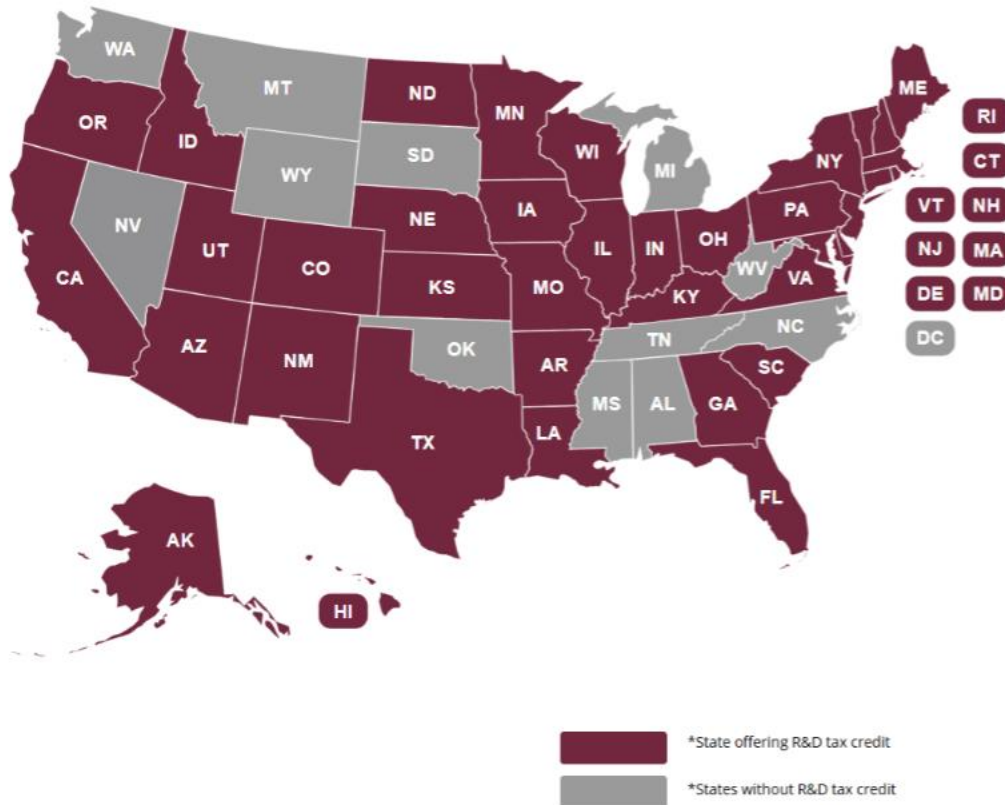 WA
MT
ND
MN
ME
OR
ID
SD
WI
NY
RI
WY
MI
CT
NV
NE
IA
PA
VT
NH
UT
CO
IL
IN
OH
NJ
MA
CA
KS
MO
WV
VA
KY
DE
MD
AZ
NM
OK
AR
TN
NC
DC
SC
MS
AL
GA
TX
LA
FL
AK
HI
*State offering R&D tax credit
*States without R&D tax credit